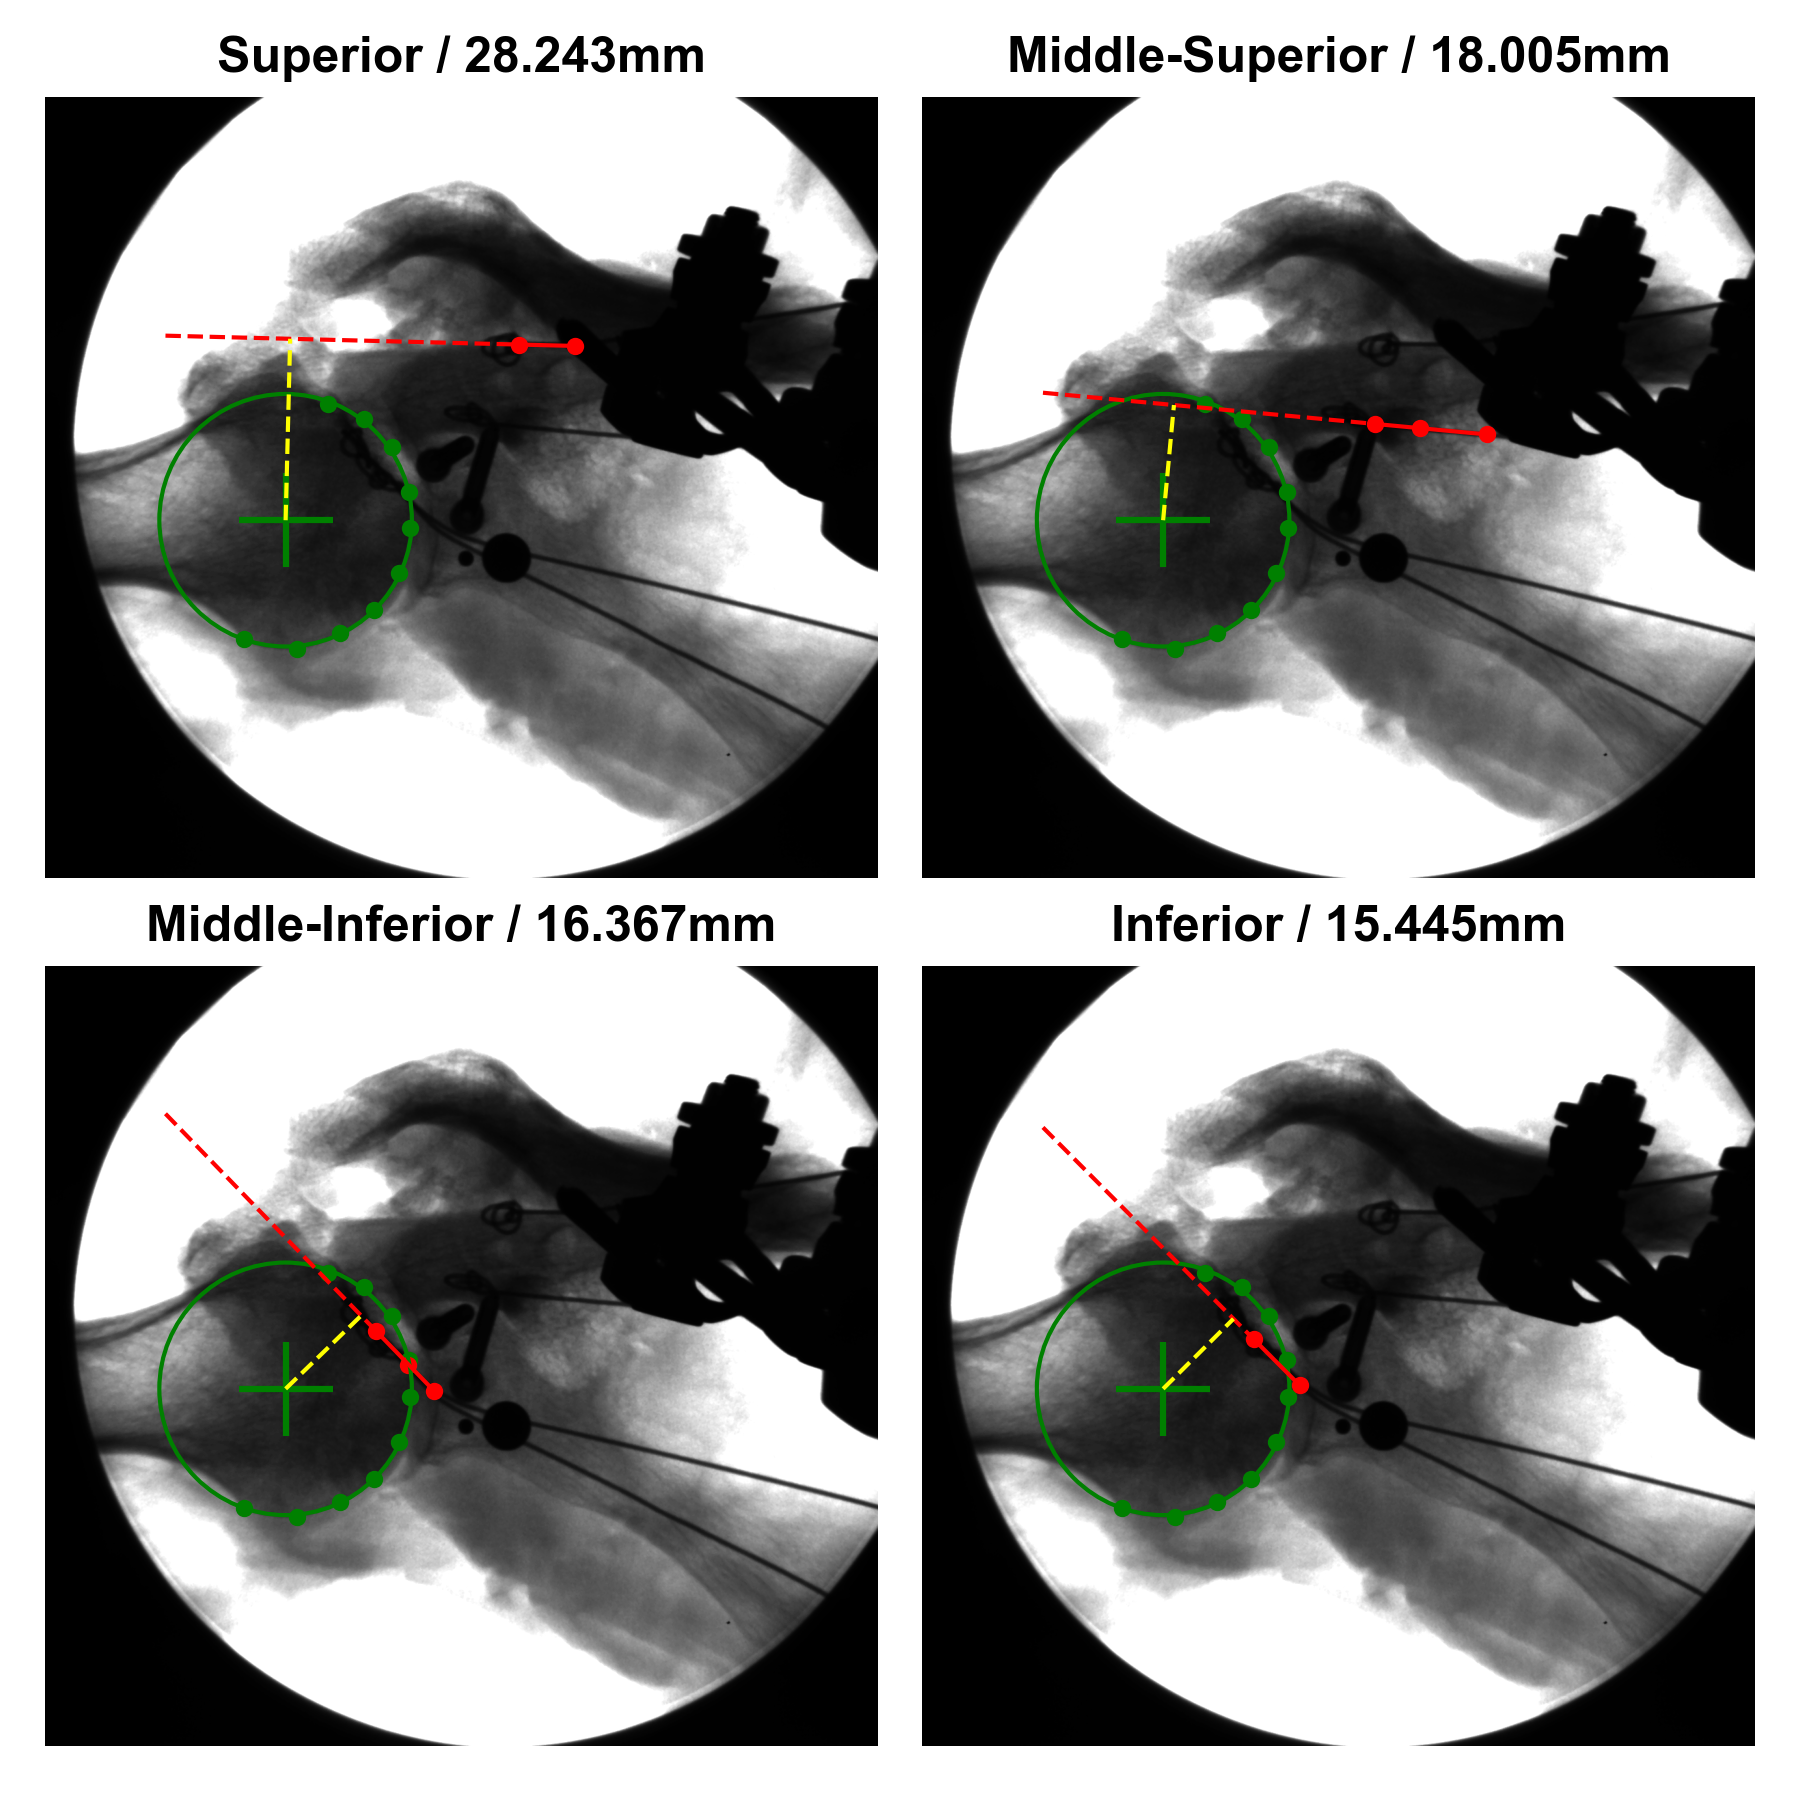 Superior / 28.243mm
Middle-Superior / 18.005mm
Middle-Inferior / 16.367mm
Inferior / 15.445mm